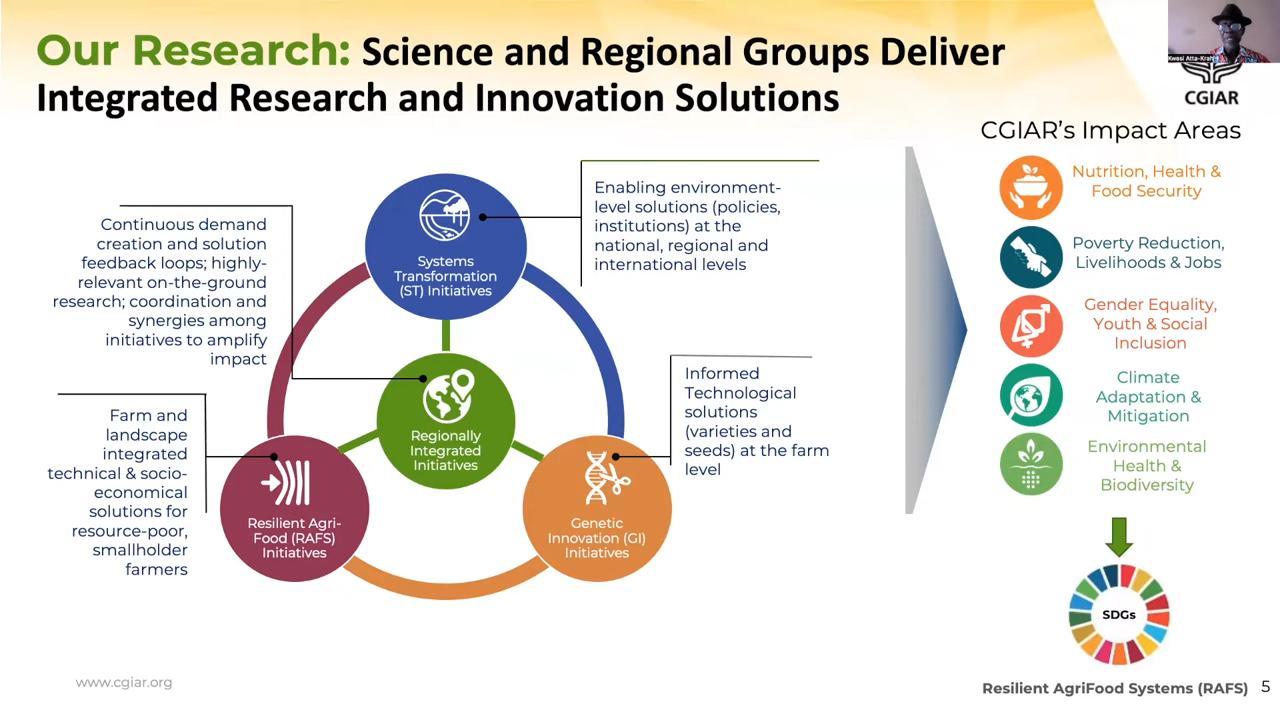 Our Research: Science and Regional Groups Deliver
Integrated Research and Innovation Solutions
Kwesi Atta-Krah
CGIAR
CGIAR's Impact Areas
Continuous demand
creation and solution
feedback loops; highly-
relevant on-the-ground
research; coordination and
synergies among
initiatives to amplify
impact
Systems
Transformation
(ST) Initiatives
Enabling environment-
level solutions (policies,
institutions) at the
national, regional and
international levels
Farm and
landscape
integrated
technical & socio-
economical
solutions for
resource-poor,
smallholder
farmers
Regionally
Integrated
Initiatives
Informed
Technological
solutions
(varieties and
seeds) at the farm
level
Resilient Agri-
Food (RAFS)
Initiatives
Genetic
Innovation (GI)
Initiatives
Nutrition, Health &
Food Security
Poverty Reduction,
Livelihoods & Jobs
Gender Equality,
Youth & Social
Inclusion
Climate
Adaptation &
Mitigation
Environmental
Health &
Biodiversity
SDGs
www.cgiar.org
Resilient AgriFood Systems (RAFS) 5